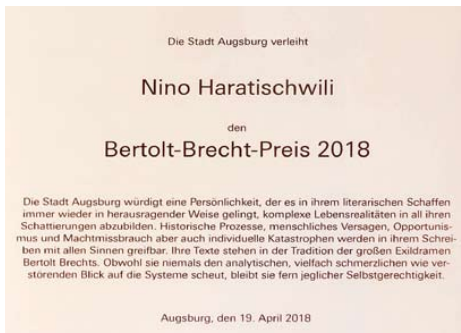 Die Stadt Augsburg verleiht
Nino Haratischwili
den
Bertolt-Brecht-Preis 2018
Die Stadt Augsburg würdigt eine Persönlichkeit, der es in ihrem literarischen Schaffen
immer wieder in herausragender Weise gelingt, komplexe Lebensrealitäten in all ihren
Schattierungen abzubilden. Historische Prozesse, menschliches Versagen, Opportunis-
mus und Machtmissbrauch aber auch individuelle Katastrophen werden in ihrem Schrei-
ben mit allen Sinnen greifbar. Ihre Texte stehen in der Tradition der großen Exildramen
Bertolt Brechts. Obwohl sie niemals den analytischen, vielfach schmerzlichen wie ver-
störenden Blick auf die Systeme scheut, bleibt sie fern jeglicher Selbstgerechtigkeit.
Augsburg, den 19. April 2018